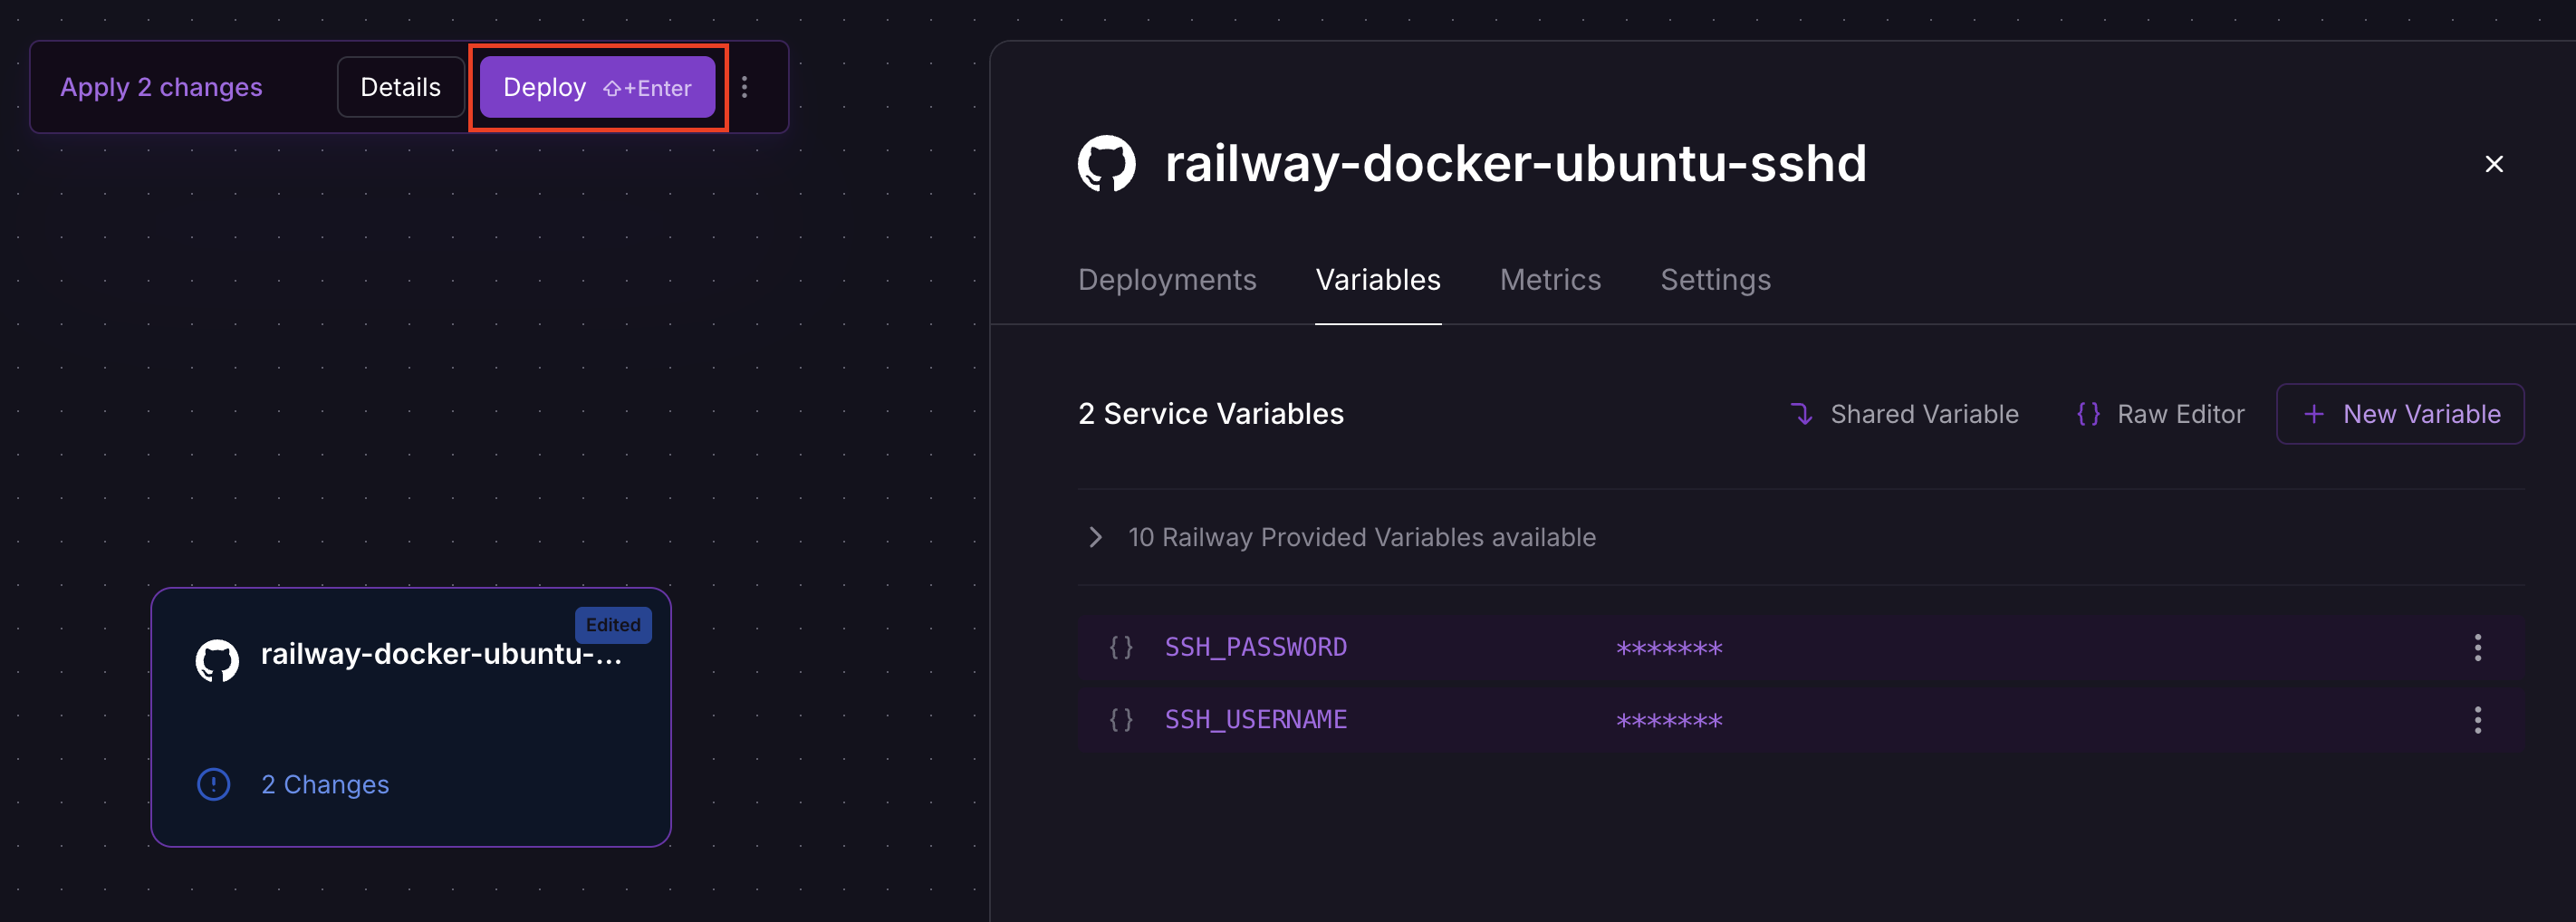 Apply 2 changes
Details
Deploy ⇧+Enter
railway-docker-ubuntu-sshd
Deployments Variables Metrics Settings
2 Service Variables
Shared Variable
{} Raw Editor
+ New Variable
10 Railway Provided Variables available
{} SSH_PASSWORD *******
{} SSH_USERNAME *******
Edited
railway-docker-ubuntu-...
2 Changes